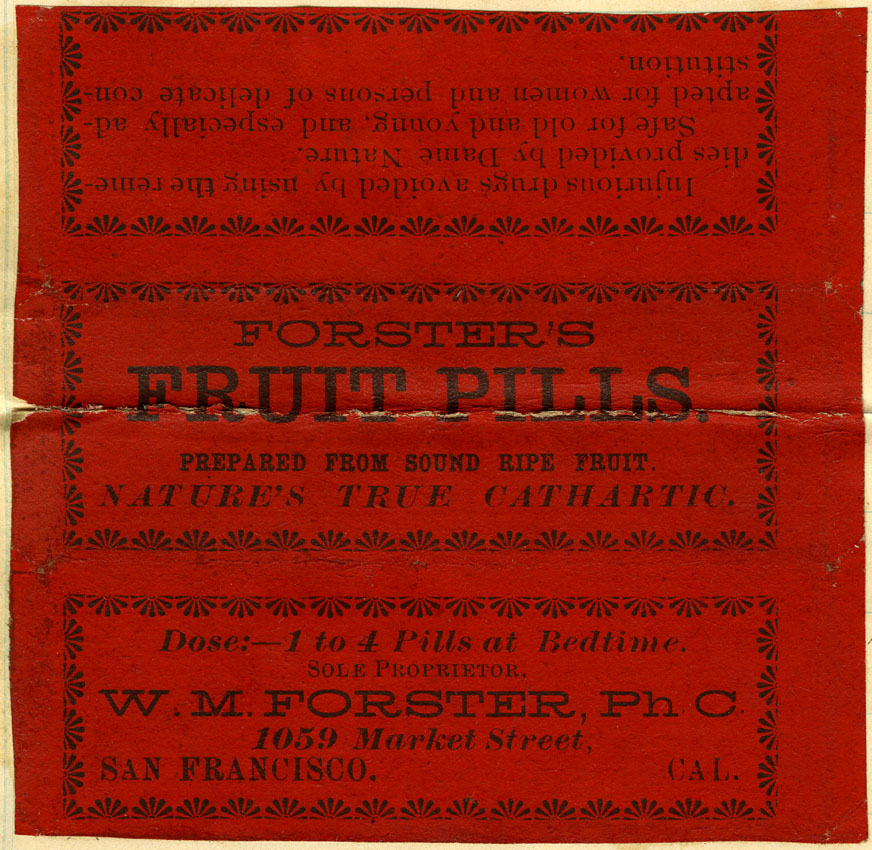 Injurious drugs avoided by using the reme-
dies provided by Dame Nature.
Safe for old and young, and especially ad-
apted for women and persons of delicate con-
stitution.
FORSTER'S
FRUIT PILLS.
PREPARED FROM SOUND RIPE FRUIT.
NATURE'S TRUE CATHARTIC.
Dose:—1 to 4 Pills at Bedtime.
SOLE PROPRIETOR,
W. M. FORSTER, Ph. C.
1059 Market Street,
SAN FRANCISCO, CAL.